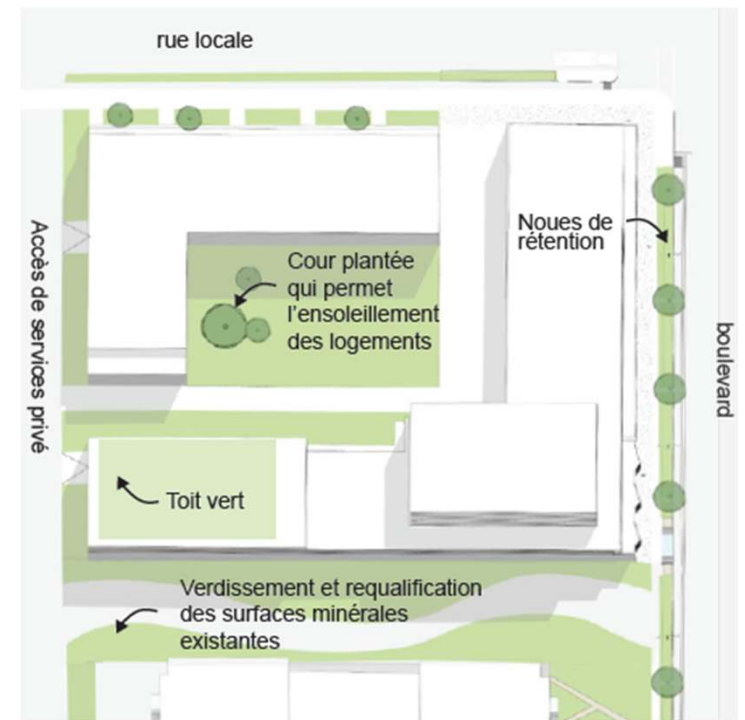 rue locale
Noues de
rétention
Cour plantée
qui permet
l'ensoleillement
des logements
Accès de services privé
boulevard
Toit vert
Verdissement et requalification
des surfaces minérales
existantes